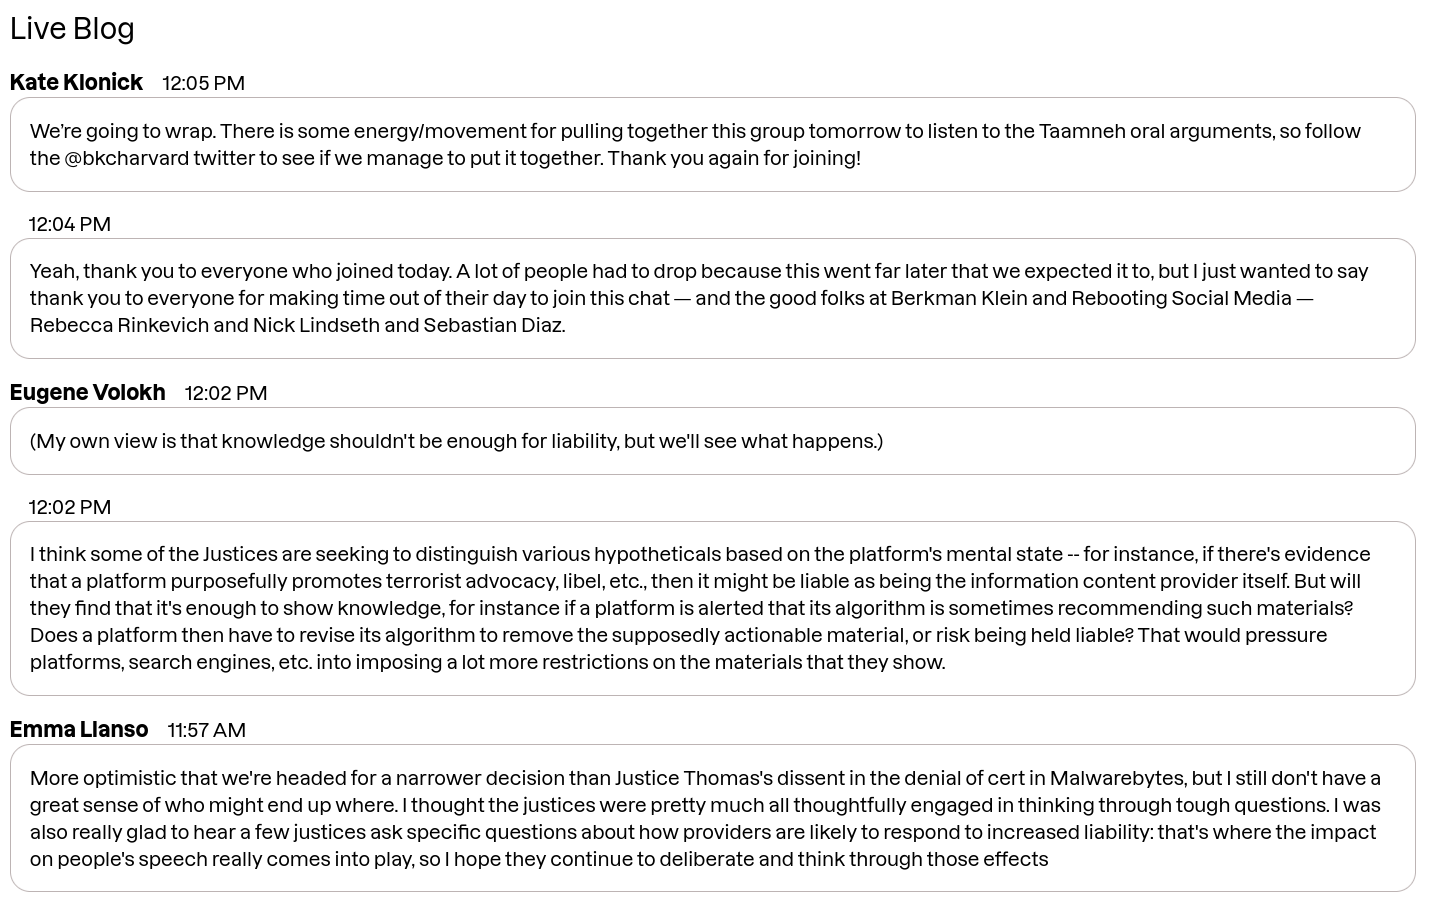 Live Blog
Kate Klonick 12:05 PM
We're going to wrap. There is some energy/movement for pulling together this group tomorrow to listen to the Taamneh oral arguments, so follow
the @bkcharvard twitter to see if we manage to put it together. Thank you again for joining!
12:04 PM
Yeah, thank you to everyone who joined today. A lot of people had to drop because this went far later that we expected it to, but I just wanted to say
thank you to everyone for making time out of their day to join this chat — and the good folks at Berkman Klein and Rebooting Social Media —
Rebecca Rinkevich and Nick Lindseth and Sebastian Diaz.
Eugene Volokh 12:02 PM
(My own view is that knowledge shouldn't be enough for liability, but we'll see what happens.)
12:02 PM
I think some of the Justices are seeking to distinguish various hypotheticals based on the platform's mental state -- for instance, if there's evidence
that a platform purposefully promotes terrorist advocacy, libel, etc., then it might be liable as being the information content provider itself. But will
they find that it's enough to show knowledge, for instance if a platform is alerted that its algorithm is sometimes recommending such materials?
Does a platform then have to revise its algorithm to remove the supposedly actionable material, or risk being held liable? That would pressure
platforms, search engines, etc. into imposing a lot more restrictions on the materials that they show.
Emma Llanso 11:57 AM
More optimistic that we're headed for a narrower decision than Justice Thomas's dissent in the denial of cert in Malwarebytes, but I still don't have a
great sense of who might end up where. I thought the justices were pretty much all thoughtfully engaged in thinking through tough questions. I was
also really glad to hear a few justices ask specific questions about how providers are likely to respond to increased liability: that's where the impact
on people's speech really comes into play, so I hope they continue to deliberate and think through those effects